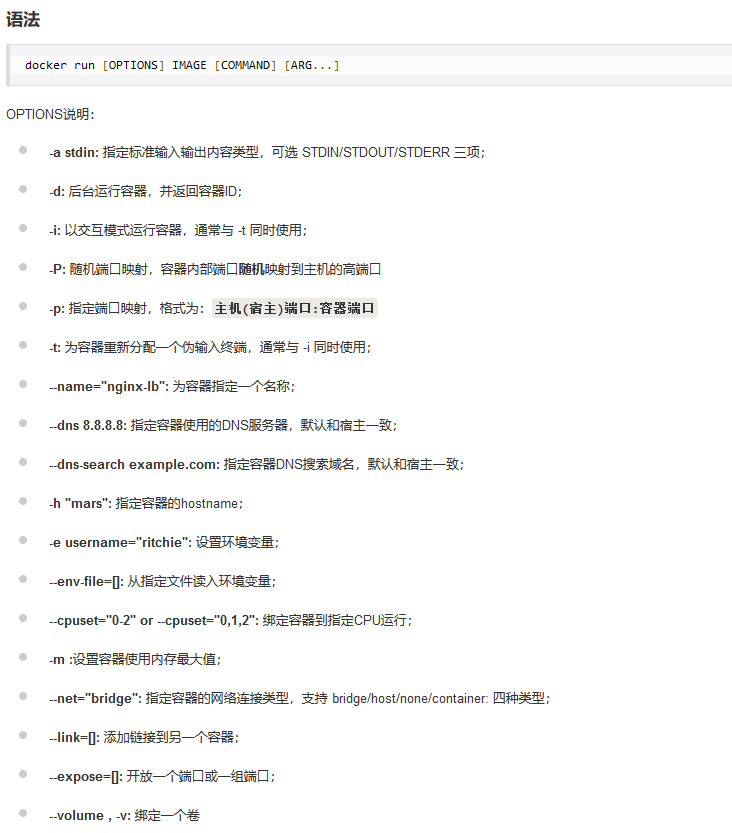 语法
docker run [OPTIONS] IMAGE [COMMAND] [ARG...]
OPTIONS说明：
-a stdin: 指定标准输入输出内容类型，可选 STDIN/STDOUT/STDERR 三项；
-d: 后台运行容器，并返回容器ID；
-i: 以交互模式运行容器，通常与 -t 同时使用；
-P: 随机端口映射，容器内部端口随机映射到主机的高端口
-p: 指定端口映射，格式为：主机(宿主)端口:容器端口
-t: 为容器重新分配一个伪输入终端，通常与 -i 同时使用；
--name="nginx-lb": 为容器指定一个名称；
--dns 8.8.8.8: 指定容器使用的DNS服务器，默认和宿主一致；
--dns-search example.com: 指定容器DNS搜索域名，默认和宿主一致；
-h "mars": 指定容器的hostname；
-e username="ritchie": 设置环境变量；
--env-file=[]: 从指定文件读入环境变量；
--cpuset="0-2" or --cpuset="0,1,2": 绑定容器到指定CPU运行；
-m :设置容器使用内存最大值；
--net="bridge": 指定容器的网络连接类型，支持 bridge/host/none/container: 四种类型；
--link=[]: 添加链接到另一个容器；
--expose=[]: 开放一个端口或一组端口；
--volume , -v: 绑定一个卷